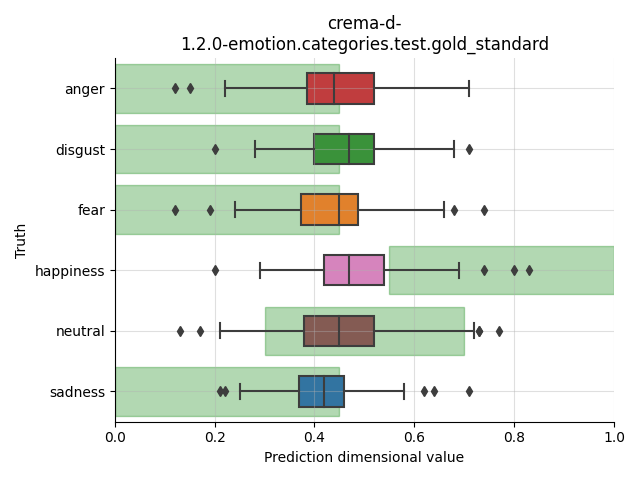 crema-d-
1.2.0-emotion.categories.test.gold_standard
Truth
anger
disgust
fear
happiness
neutral
sadness
0.0 0.2 0.4 0.6 0.8 1.0
Prediction dimensional value